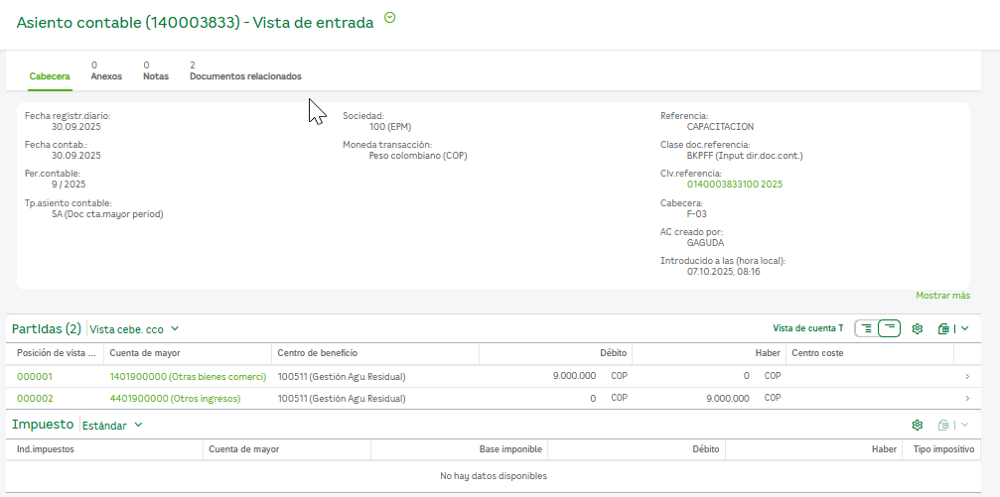 Asiento contable (140003833) - Vista de entrada
0 0 2
Cabecera Anexos Notas Documentos relacionados
Fecha registr.diario: Sociedad: Referencia:
30.09.2025 100 (EPM) CAPACITACION
Fecha contab.: Moneda transacción: Clase doc.referencia:
30.09.2025 Peso colombiano (COP) BKPFF (Input dir.doc.cont.)
Per.contable: Clv.referencia:
9 / 2025 0140003833100 2025
Tp.asiento contable: Cabecera:
SA (Doc cta.mayor period) F-03
AC creado por:
GAGUDA
Introducido a las (hora local):
07.10.2025, 08:16
Mostrar más
Partidas (2) Vista cebe. cco Vista de cuenta T
Posición de vista ... Cuenta de mayor Centro de beneficio Débito Haber Centro coste
000001 1401900000 (Otras bienes comerci) 100511 (Gestión Agu Residual) 9.000.000 COP 0 COP
000002 4401900000 (Otros ingresos) 100511 (Gestión Agu Residual) 0 COP 9.000.000 COP
Impuesto Estándar
Ind.impuestos Cuenta de mayor Base imponible Débito Haber Tipo impositivo
No hay datos disponibles